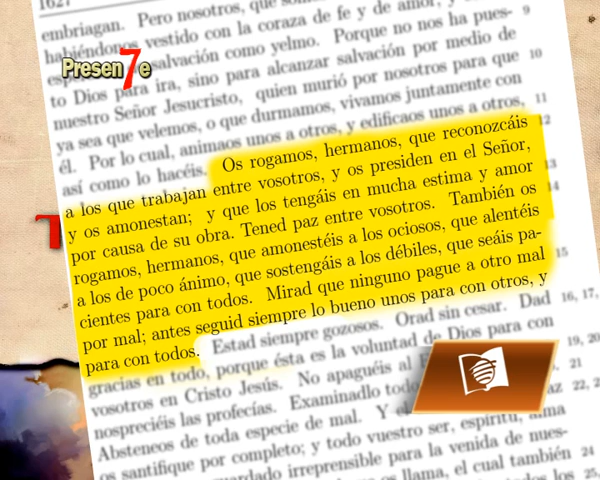 1627
embriagan. Pero nosotros, que somos
habiéndonos vestido con la coraza de fe y de amor, y
salvación como yelmo. Porque no nos ha pues- 9
to Dios para ira, sino para alcanzar salvación por medio de 10
nuestro Señor Jesucristo, quien murió por nosotros para que
ya sea que velemos, o que durmamos, vivamos juntamente con
él. Por lo cual, animaos unos a otros, y edificaos unos a otros, 11
así como lo hacéis. Os rogamos, hermanos, que reconozcáis 12
a los que trabajan entre vosotros, y os presiden en el Señor,
y os amonestan; y que los tengáis en mucha estima y amor 13
por causa de su obra. Tened paz entre vosotros. También os 14
rogamos, hermanos, que amonestéis a los ociosos, que alentéis
a los de poco ánimo, que sostengáis a los débiles, que seáis pa-
cientes para con todos. Mirad que ninguno pague a otro mal 15
por mal; antes seguid siempre lo bueno unos para con otros, y
para con todos. Estad siempre gozosos. Orad sin cesar. Dad 16, 17,
gracias en todo, porque ésta es la voluntad de Dios para con
vosotros en Cristo Jesús. No apaguéis al 19, 20
nospreciéis las profecías. Examinadlo todo 21
Absteneos de toda especie de mal. Y el 22, 2
os santifique por completo; y todo vuestro ser, espíritu, alma
guardado irreprensible para la venida de nues-
os llama, el cual también 24
25,
Presen7e